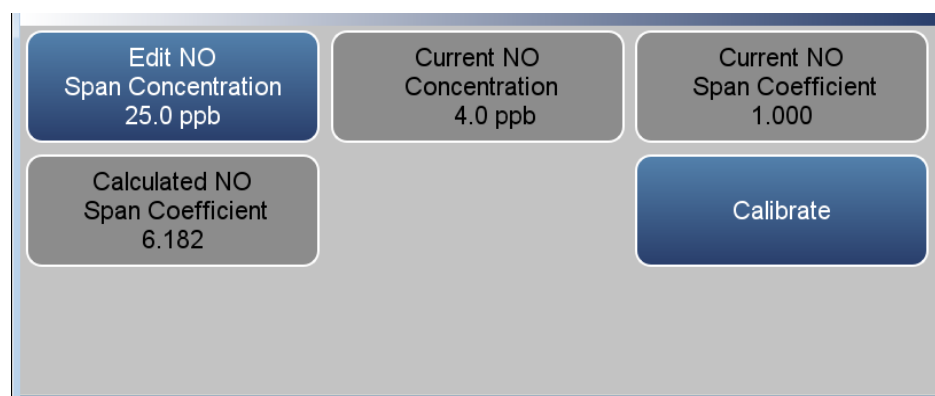 Edit NO
Span Concentration
25.0 ppb
Current NO
Concentration
4.0 ppb
Current NO
Span Coefficient
1.000
Calculated NO
Span Coefficient
6.182
Calibrate